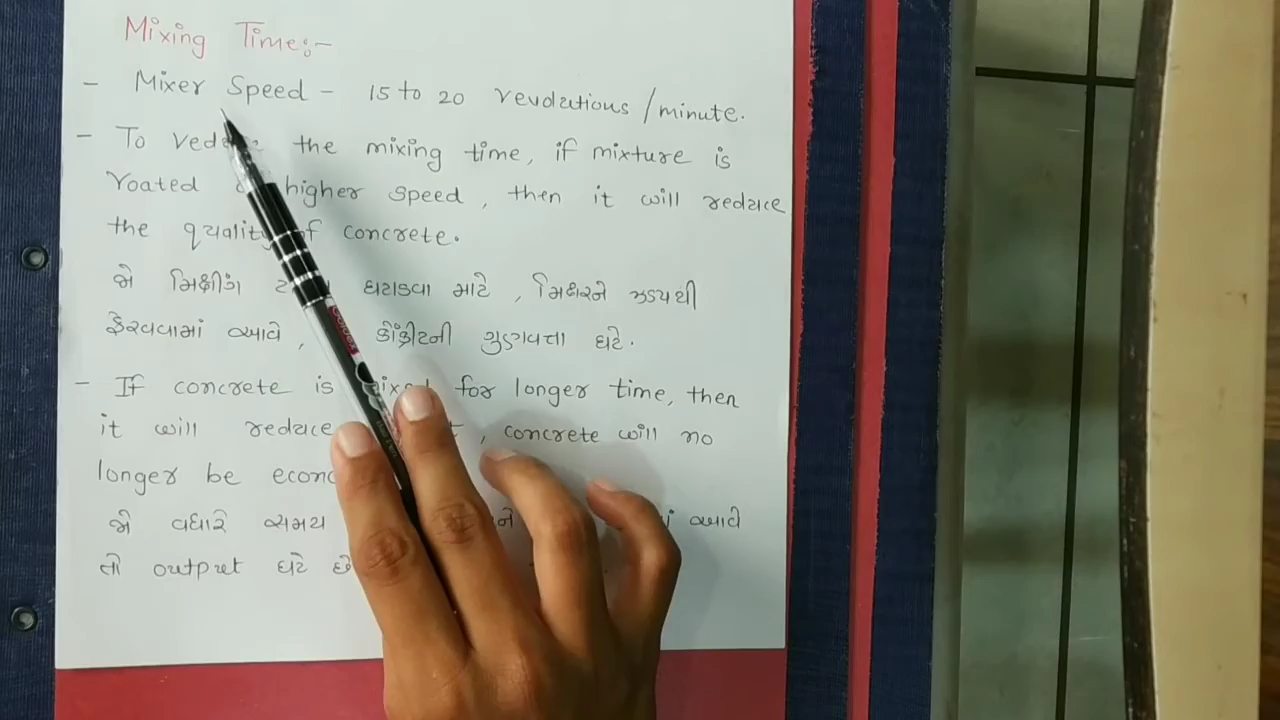 Mixing Time:-
- Mixer Speed - 15 to 20 revolutions /minute.
- To the mixing time, if mixture is
roated higher speed, then it will reduce
the quality of concrete.
જો મિક્ષીંગ ઘટાડવા માટે, મિક્ષરને ઝડપથી
ફેરવવામાં આવે, કોંક્રીટની ગુણવત્તા ઘટે.
- If concrete is mixed for longer time, then
it will reduce , concrete will no
longer be
જો વધારે સમય આવે
તો output ઘટે છે